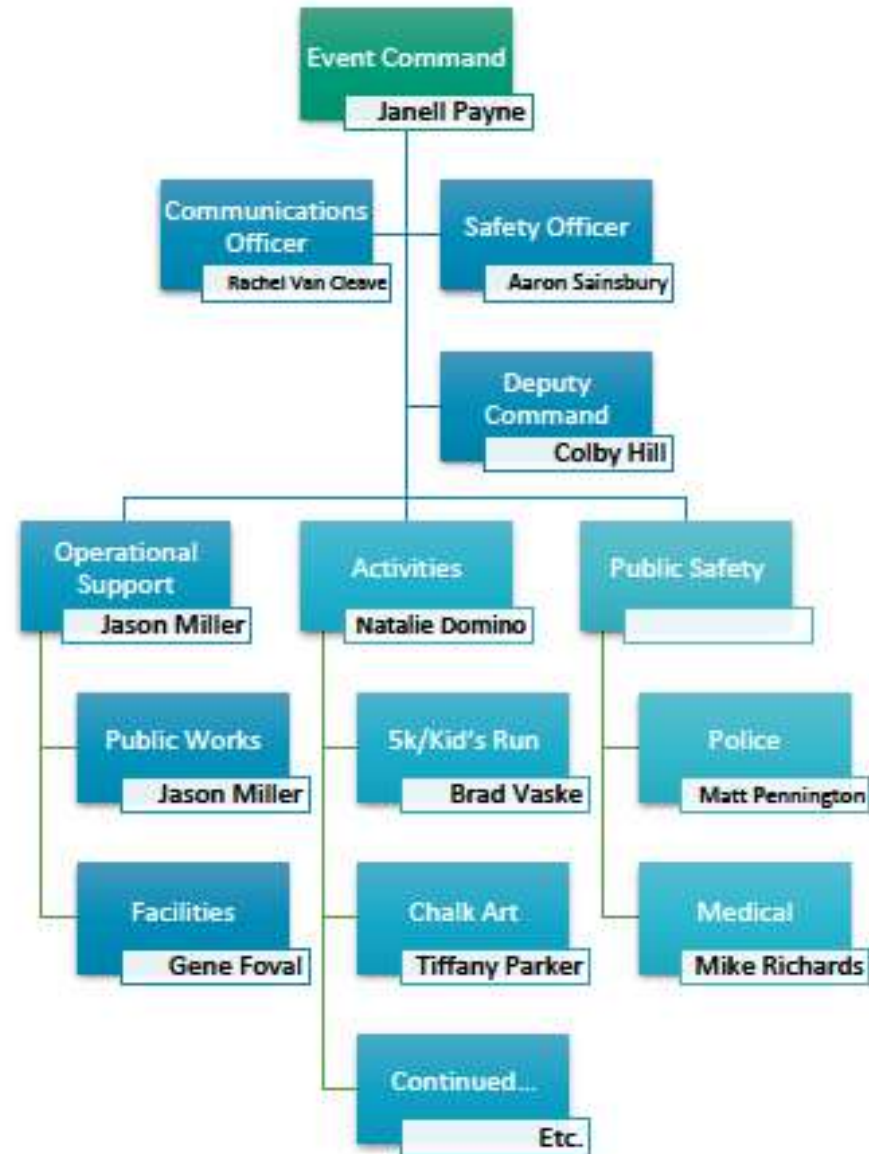 Event Command
Janell Payne
Communications
Officer
Rachel Van Cleave
Safety Officer
Aaron Sainsbury
Deputy
Command
Colby Hill
Operational
Support
Jason Miller
Activities
Natalie Domino
Public Safety
Public Works
Jason Miller
5k/Kid's Run
Brad Vaske
Police
Matt Pennington
Facilities
Gene Foval
Chalk Art
Tiffany Parker
Medical
Mike Richards
Continued...
Etc.